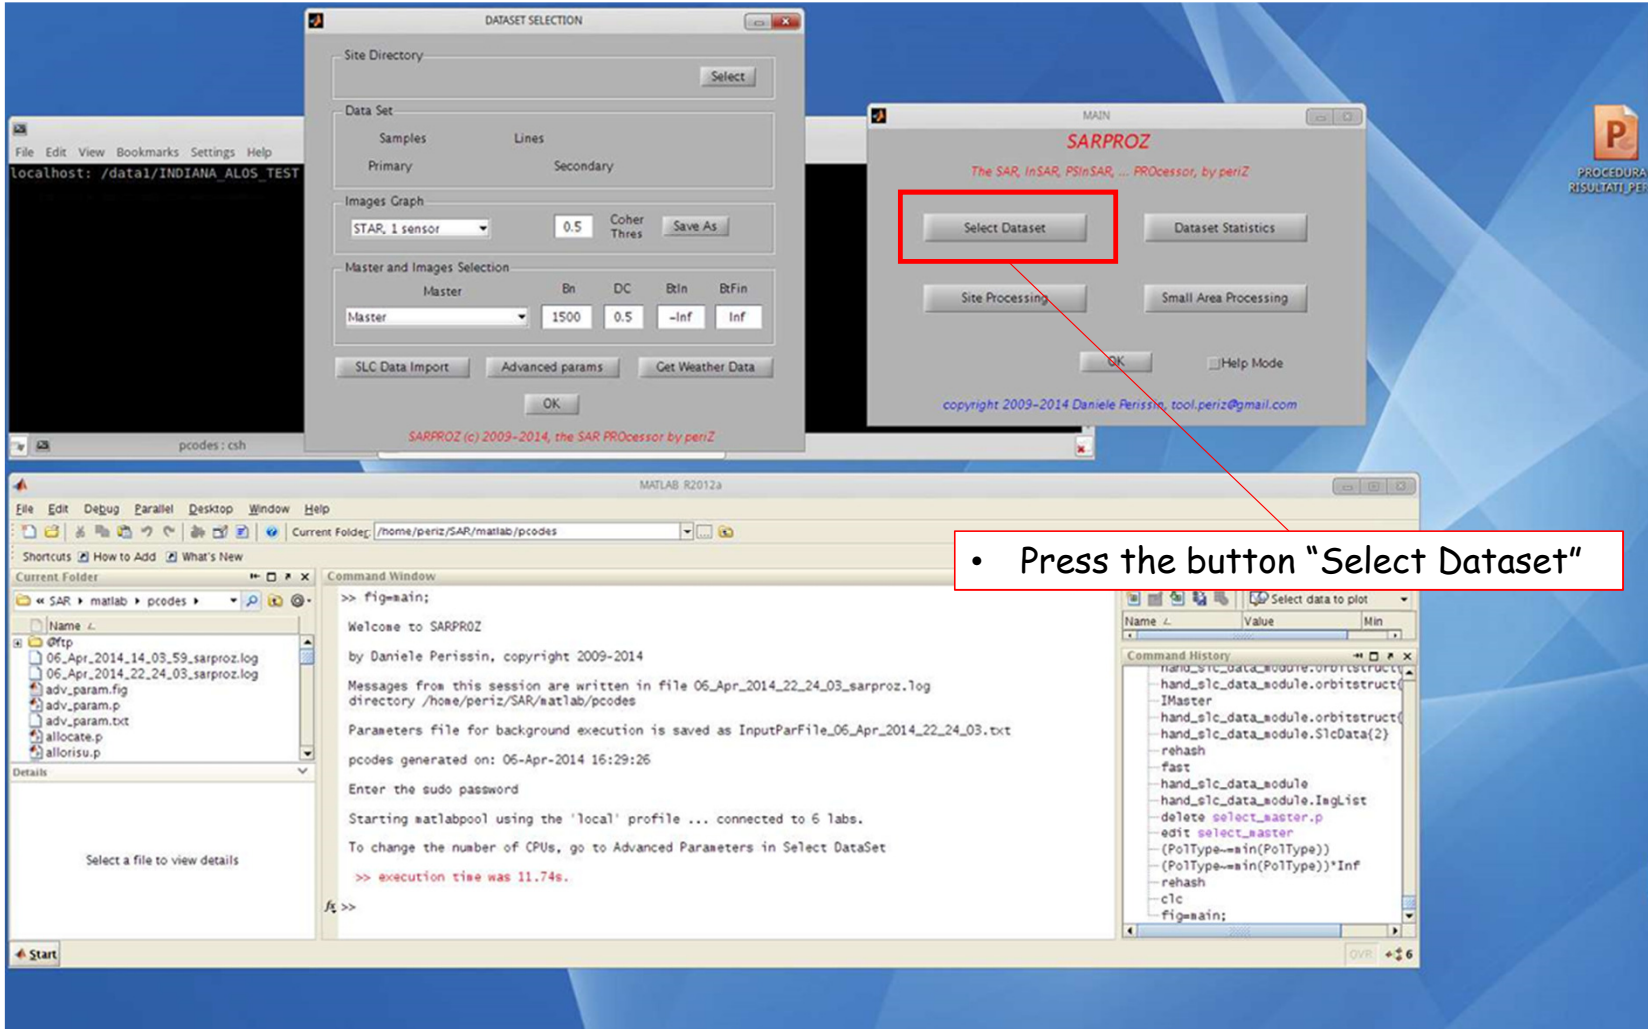 DATASET SELECTION
Site Directory
Select
Data Set
Samples Lines
Primary Secondary
Images Graph
STAR, 1 sensor 0.5 Coher Thres Save As
Master and Images Selection
Master Bn DC BtIn BtFin
Master 1500 0.5 -Inf Inf
SLC Data Import Advanced params Get Weather Data
OK
SARPROZ (c) 2009-2014, the SAR PROcessor by periZ
File Edit View Bookmarks Settings Help
localhost: /data1/INDIANA_ALOS_TEST
pcodes : csh
MAIN
SARPROZ
The SAR, InSAR, PSInSAR, ... PROcessor, by periZ
Select Dataset Dataset Statistics
Site Processing Small Area Processing
OK Help Mode
copyright 2009-2014 Daniele Perissin, tool.periz@gmail.com
PROCEDURA
RISULTATI_PER
• Press the button “Select Dataset”
MATLAB R2012a
File Edit Debug Parallel Desktop Window Help
Current Folder: /home/periz/SAR/matlab/pcodes
Shortcuts How to Add What's New
Current Folder
« SAR ▸ matlab ▸ pcodes ▸
Name
@ftp
06_Apr_2014_14_03_59_sarproz.log
06_Apr_2014_22_24_03_sarproz.log
adv_param.fig
adv_param.p
adv_param.txt
allocate.p
allorisu.p
Details
Select a file to view details
Command Window
>> fig=main;
Welcome to SARPROZ
by Daniele Perissin, copyright 2009-2014
Messages from this session are written in file 06_Apr_2014_22_24_03_sarproz.log
directory /home/periz/SAR/matlab/pcodes
Parameters file for background execution is saved as InputParFile_06_Apr_2014_22_24_03.txt
pcodes generated on: 06-Apr-2014 16:29:26
Enter the sudo password
Starting matlabpool using the 'local' profile ... connected to 6 labs.
To change the number of CPUs, go to Advanced Parameters in Select DataSet
>> execution time was 11.74s.
fx >>
Select data to plot
Name Value Min
Command History
hand_slc_data_module.orbitstruct{
hand_slc_data_module.orbitstruct{
IMaster
hand_slc_data_module.orbitstruct{
hand_slc_data_module.SlcData{2}
rehash
fast
hand_slc_data_module
hand_slc_data_module.ImgList
delete select_master.p
edit select_master
(PolType~=min(PolType))
(PolType~=min(PolType))*Inf
rehash
clc
fig=main;
Start
OVR 6